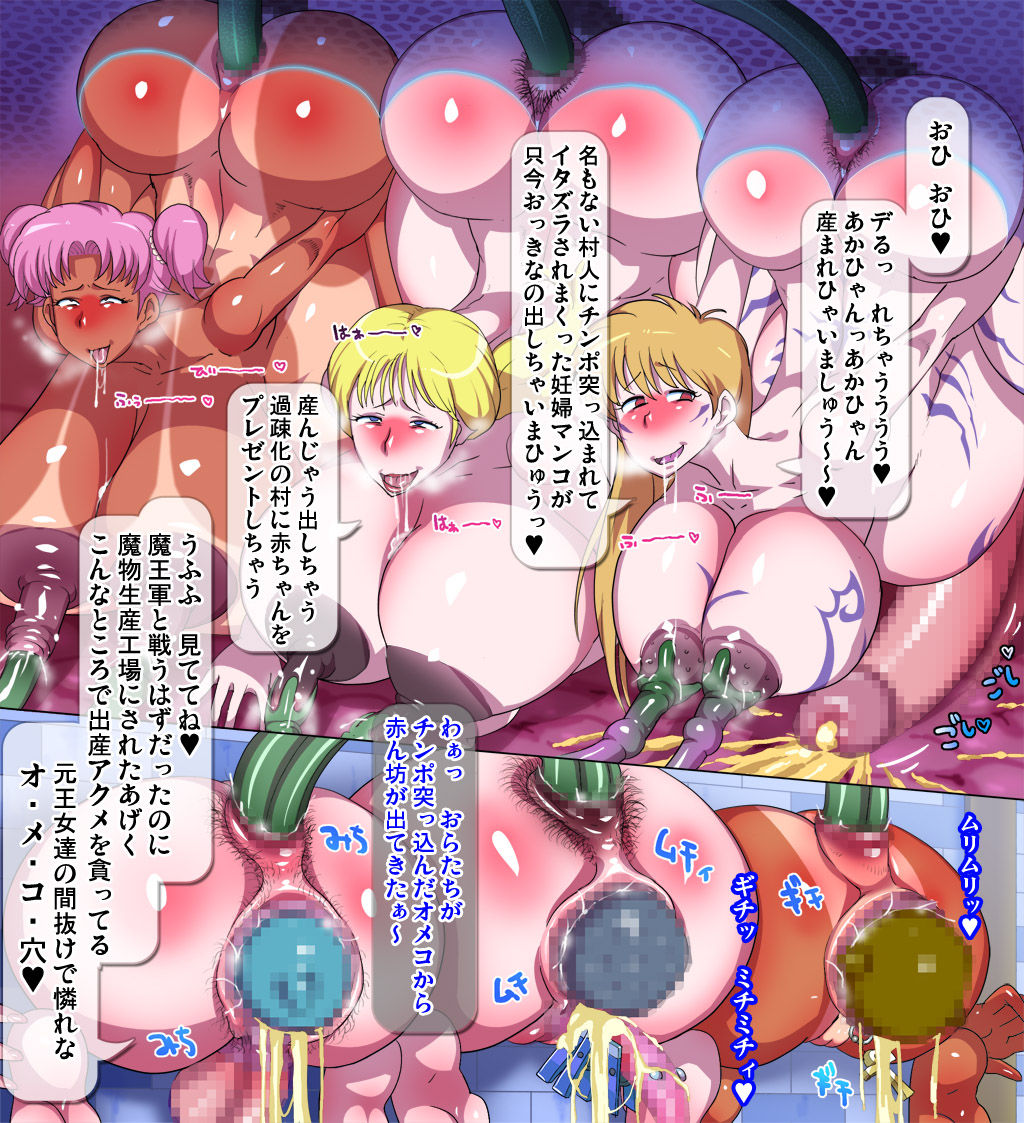 おひ　おひ♥
デるっ　れちゃうううう♥
あかひゃんっあかひゃん
産まれひゃいましゅう～～♥
名もない村人にチンポ突っ込まれて
イタズラされまくった妊婦マンコが
只今おっきなの出しちゃいまひゅうっ♥
産んじゃう出しちゃう
過疎化の村に赤ちゃんを
プレゼントしちゃう
はぁ〜〜♡
ふぅ〜〜♡
はぁ〜〜♡
ふ〜〜♡
ふ〜〜♡
ごし♡
ごし♡
わぁっ　おらたちが
チンポ突っ込んだオメコから
赤ん坊が出てきたぁ～
うふふ　見ててね♥
魔王軍と戦うはずだったのに
魔物生産工場にされたあげく
こんなところで出産アクメを貪ってる
元王女達の間抜けで憐れな
オ・メ・コ・穴♥
ムリムリッ♥
ギチッ　ミチミチィ♥
ムチィ
ギチ
みち
ムチ
みち
ギチ